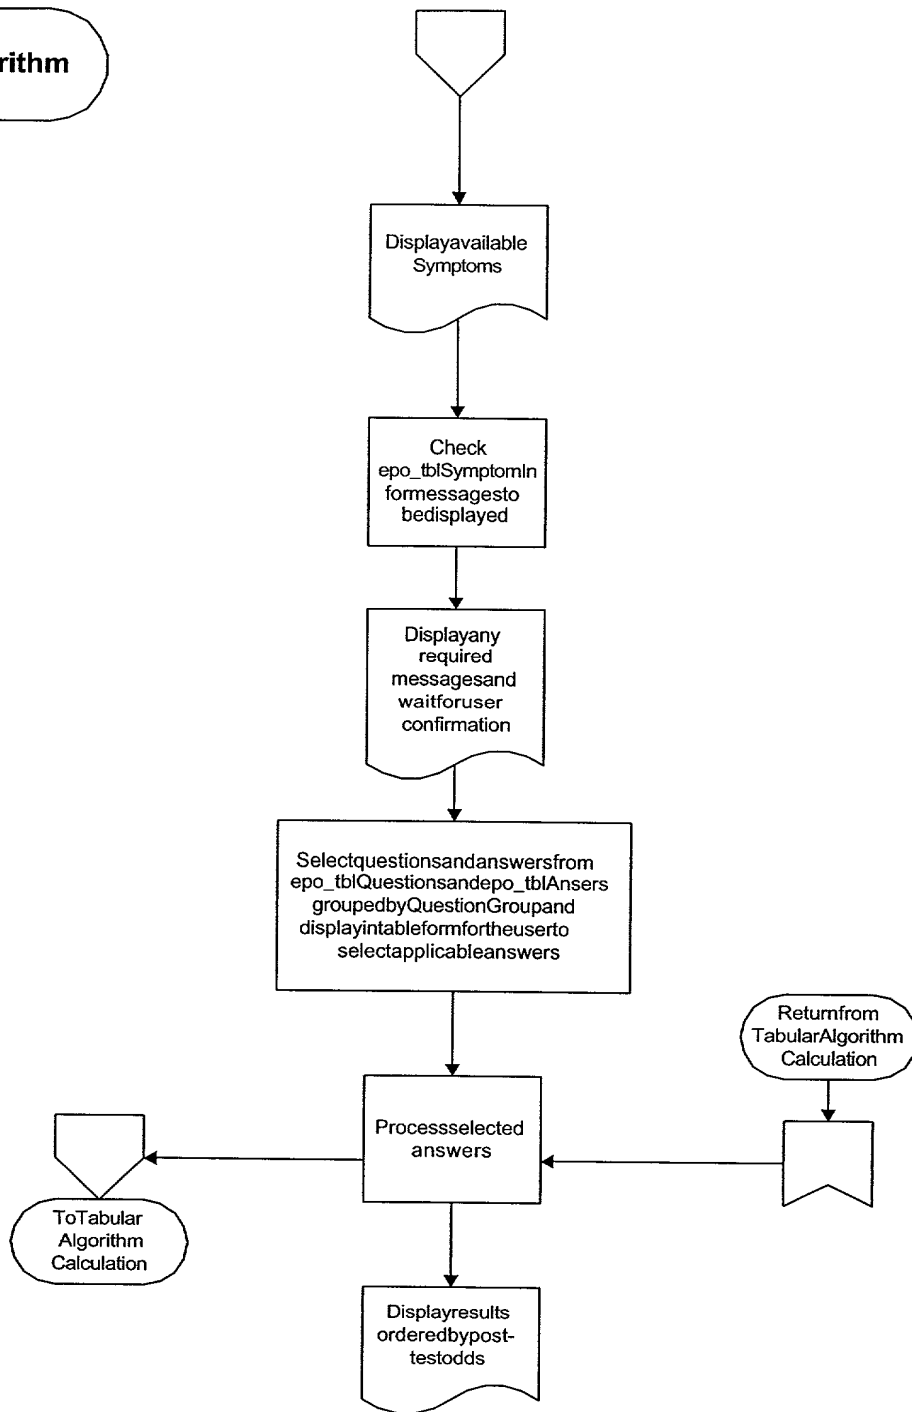 rithm
Displayavailable
Symptoms
Check
epo_tblSymptomIn
formessagesto
bedisplayed
Displayany
required
messagesand
waitforuser
confirmation
Selectquestionsandanswersfrom
epo_tblQuestionsandepo_tblAnsers
groupedbyQuestionGroupand
displayintableformfortheuserto
selectapplicableanswers
Returnfrom
TabularAlgorithm
Calculation
Processselected
answers
ToTabular
Algorithm
Calculation
Displayresults
orderedbypost-
testodds